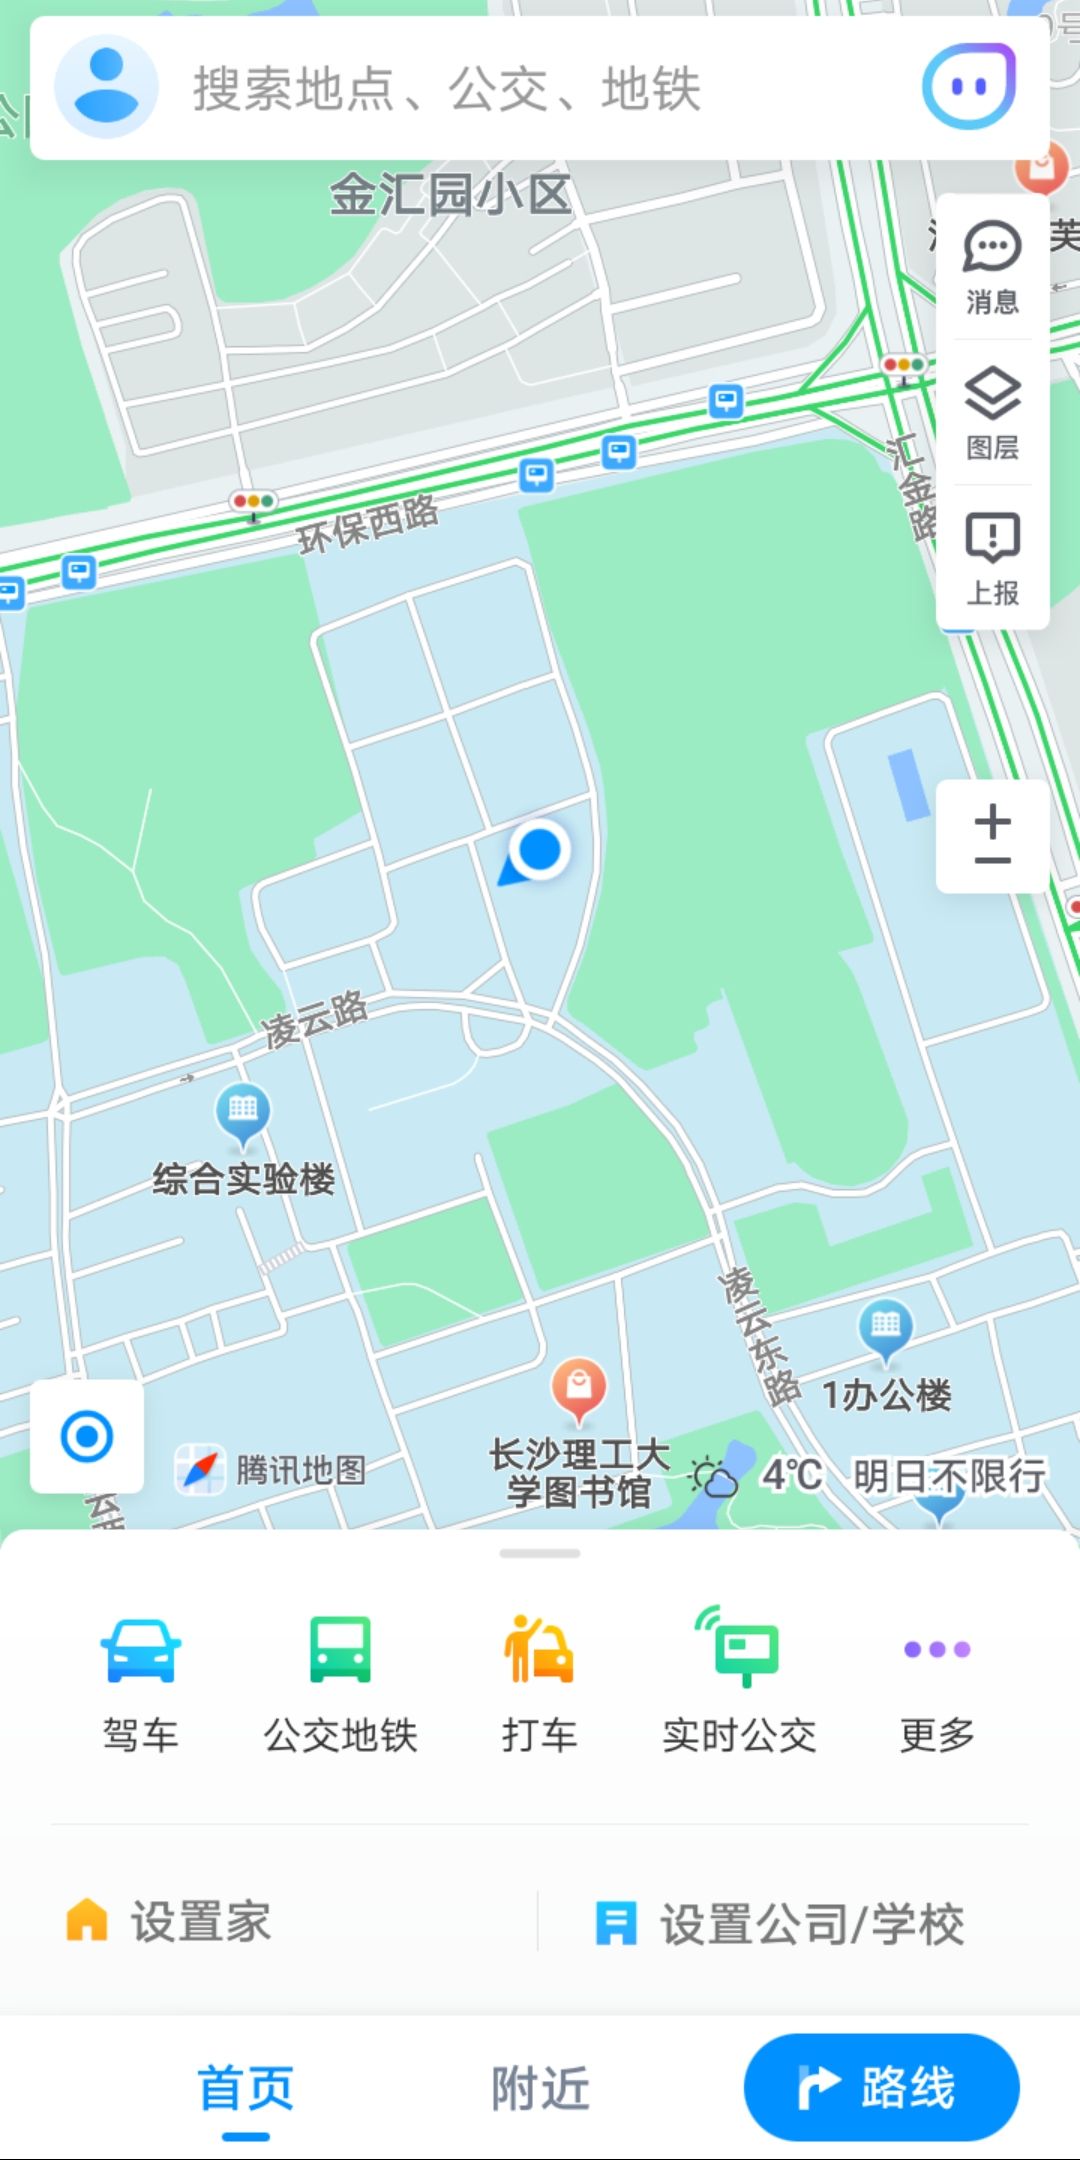 搜索地点、公交、地铁
金汇园小区
消息
图层
上报
环保西路
汇金路
凌云路
综合实验楼
凌云东路
1办公楼
长沙理工大
学图书馆
腾讯地图
4℃ 明日不限行
驾车
公交地铁
打车
实时公交
更多
设置家
设置公司/学校
首页
附近
路线